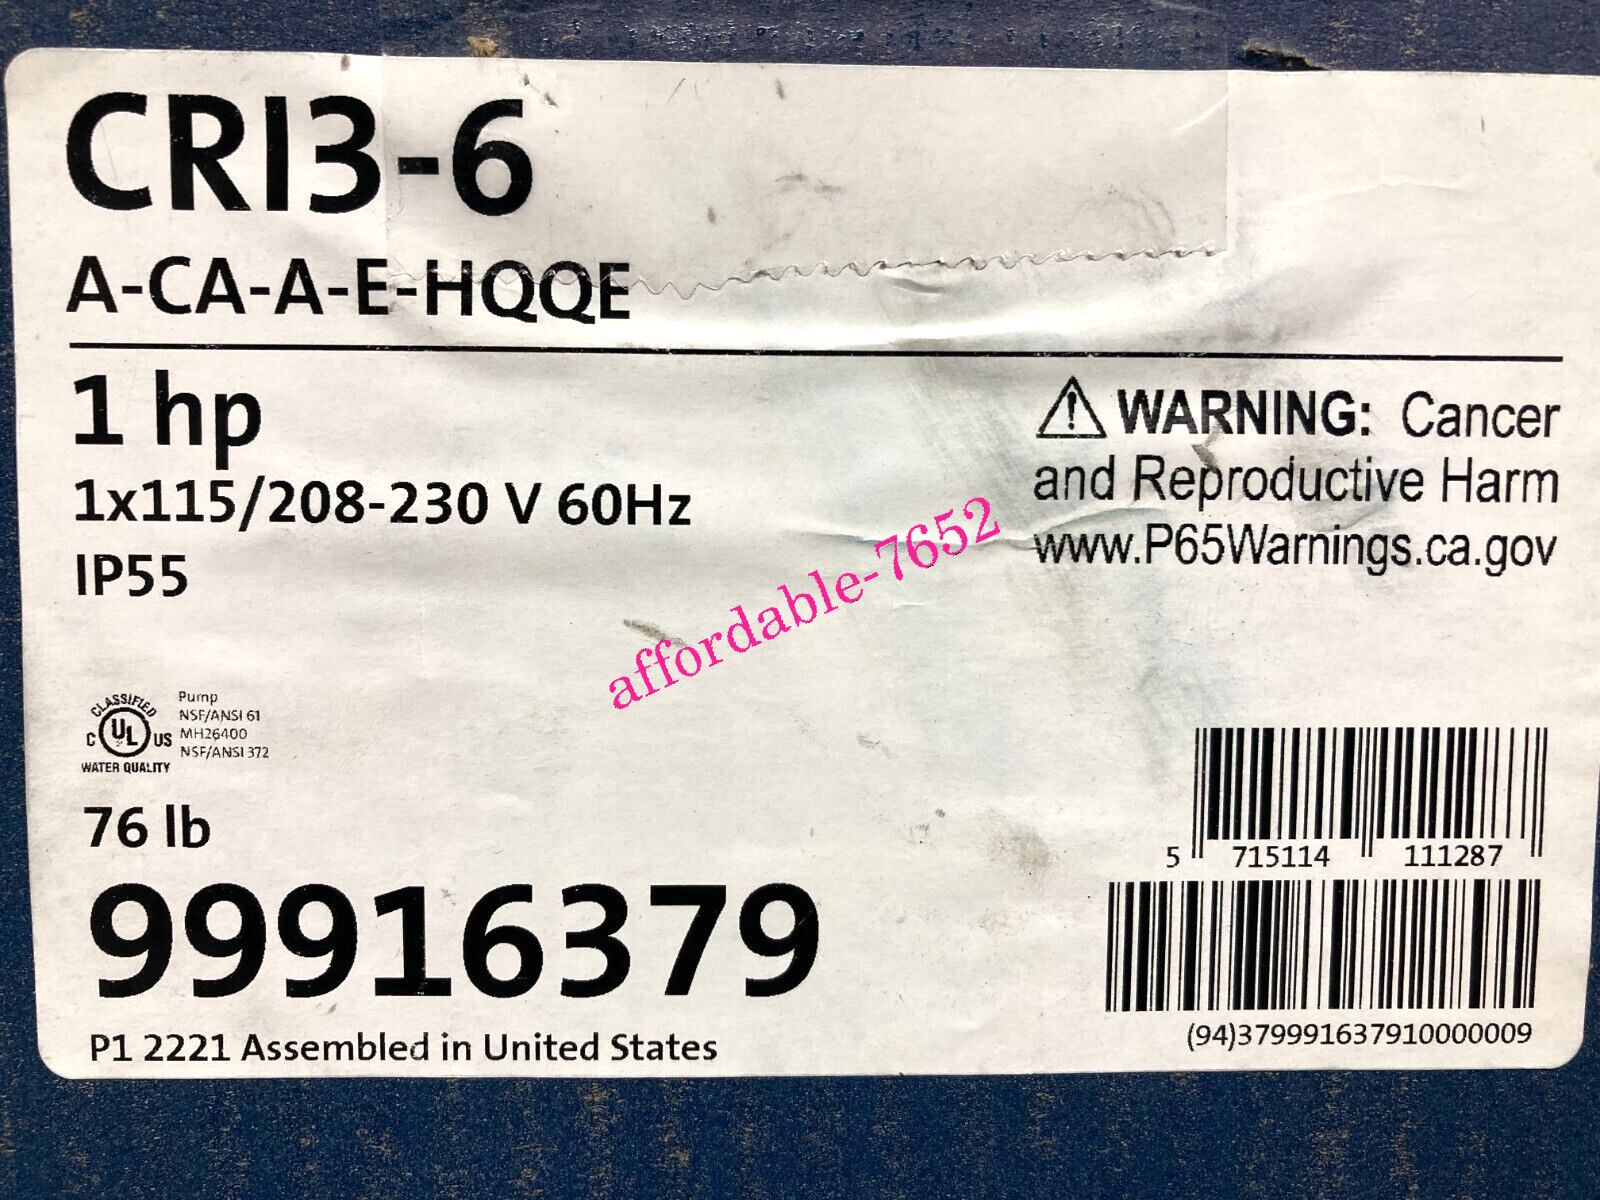 CRI3-6
A-CA-A-E-HQQE
1 hp
1x115/208-230 V 60Hz
IP55
WARNING: Cancer
and Reproductive Harm
www.P65Warnings.ca.gov
affordable-7652
CLASSIFIED
C UL US
WATER QUALITY
Pump
NSF/ANSI 61
MH26400
NSF/ANSI 372
76 lb
99916379
P1 2221 Assembled in United States
5 715114 111287
(94)379991637910000009